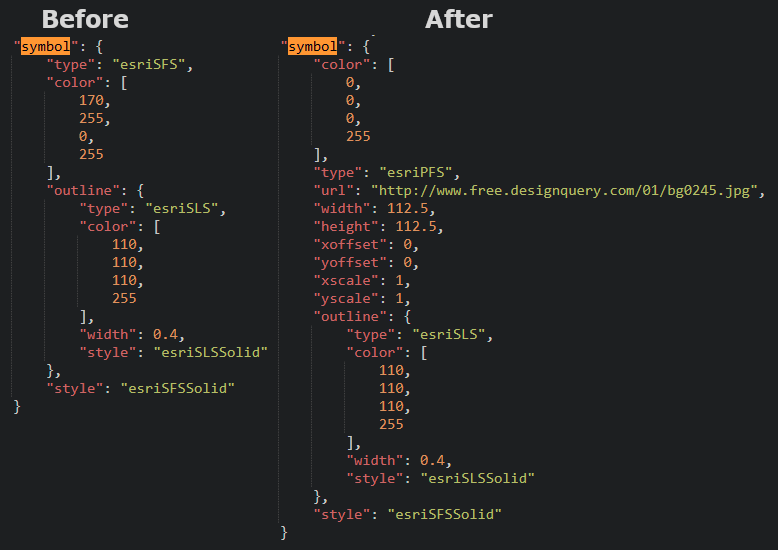 Before
"symbol": {
    "type": "esriSFS",
    "color": [
        170,
        255,
        0,
        255
    ],
    "outline": {
        "type": "esriSLS",
        "color": [
            110,
            110,
            110,
            255
        ],
        "width": 0.4,
        "style": "esriSLSSolid"
    },
    "style": "esriSFSSolid"
}
After
"symbol": {
    "color": [
        0,
        0,
        0,
        255
    ],
    "type": "esriPFS",
    "url": "http://www.free.designquery.com/01/bg0245.jpg",
    "width": 112.5,
    "height": 112.5,
    "xoffset": 0,
    "yoffset": 0,
    "xscale": 1,
    "yscale": 1,
    "outline": {
        "type": "esriSLS",
        "color": [
            110,
            110,
            110,
            255
        ],
        "width": 0.4,
        "style": "esriSLSSolid"
    },
    "style": "esriSFSSolid"
}